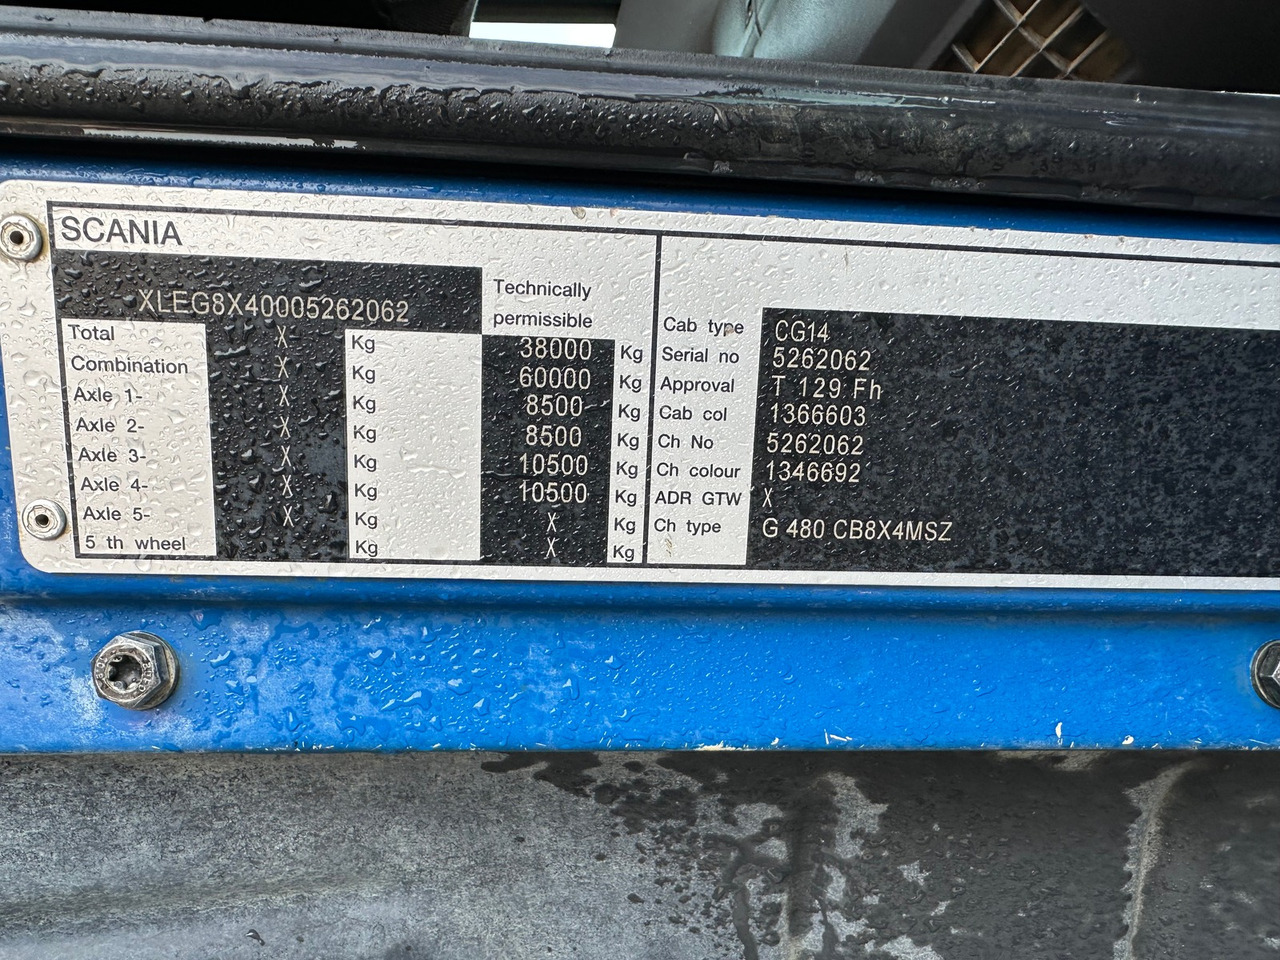 SCANIA
XLEG8X40005262062
Technically
permissible
Total X Kg 38000 Kg
Combination X Kg 60000 Kg
Axle 1- X Kg 8500 Kg
Axle 2- X Kg 8500 Kg
Axle 3- X Kg 10500 Kg
Axle 4- X Kg 10500 Kg
Axle 5- X Kg X Kg
5 th wheel Kg X Kg
Cab type CG14
Serial no 5262062
Approval T 129 Fh
Cab col 1366603
Ch No 5262062
Ch colour 1346692
ADR GTW X
Ch type G 480 CB8X4MSZ